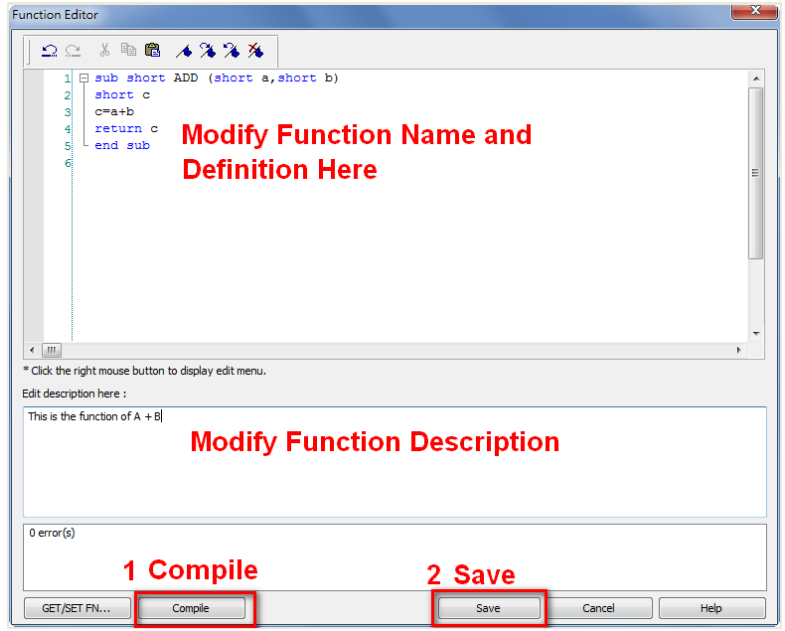 Function Editor
1 sub short ADD (short a,short b)
2 short c
3 c=a+b
4 return c
5 end sub
6
Modify Function Name and
Definition Here
* Click the right mouse button to display edit menu.
Edit description here :
This is the function of A + B
Modify Function Description
0 error(s)
1 Compile
2 Save
GET/SET FN... Compile Save Cancel Help